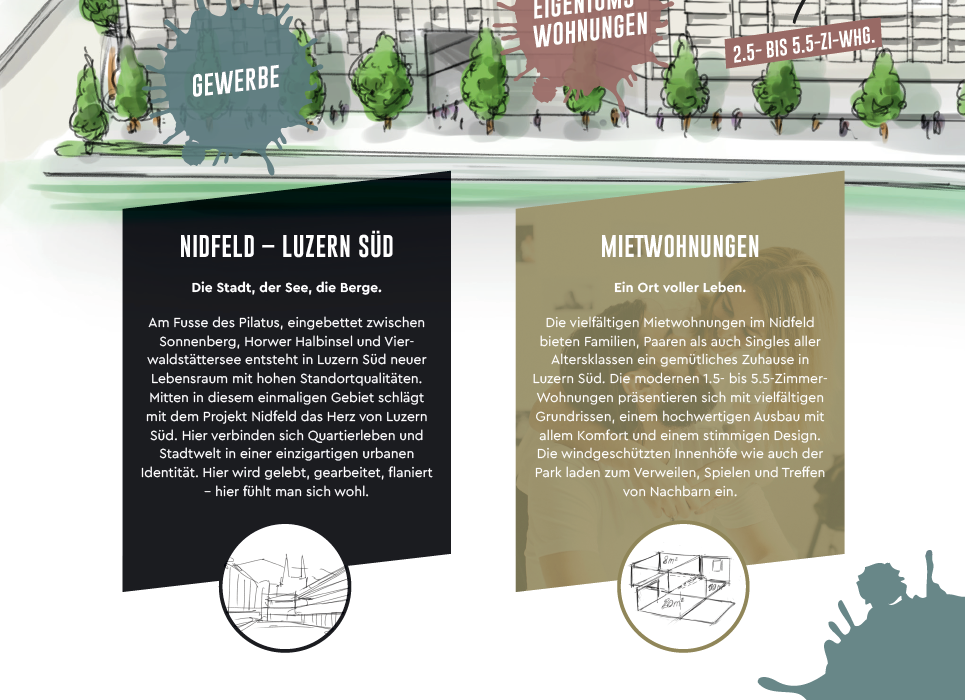 EIGENTUMS
WOHNUNGEN
2.5- BIS 5.5-ZI-WHG.
GEWERBE
NIDFELD – LUZERN SÜD
Die Stadt, der See, die Berge.
Am Fusse des Pilatus, eingebettet zwischen
Sonnenberg, Horwer Halbinsel und Vier-
waldstättersee entsteht in Luzern Süd neuer
Lebensraum mit hohen Standortqualitäten.
Mitten in diesem einmaligen Gebiet schlägt
mit dem Projekt Nidfeld das Herz von Luzern
Süd. Hier verbinden sich Quartierleben und
Stadtwelt in einer einzigartigen urbanen
Identität. Hier wird gelebt, gearbeitet, flaniert
– hier fühlt man sich wohl.
MIETWOHNUNGEN
Ein Ort voller Leben.
Die vielfältigen Mietwohnungen im Nidfeld
bieten Familien, Paaren als auch Singles aller
Altersklassen ein gemütliches Zuhause in
Luzern Süd. Die modernen 1.5- bis 5.5-Zimmer-
Wohnungen präsentieren sich mit vielfältigen
Grundrissen, einem hochwertigen Ausbau mit
allem Komfort und einem stimmigen Design.
Die windgeschützten Innenhöfe wie auch der
Park laden zum Verweilen, Spielen und Treffen
von Nachbarn ein.
8m²